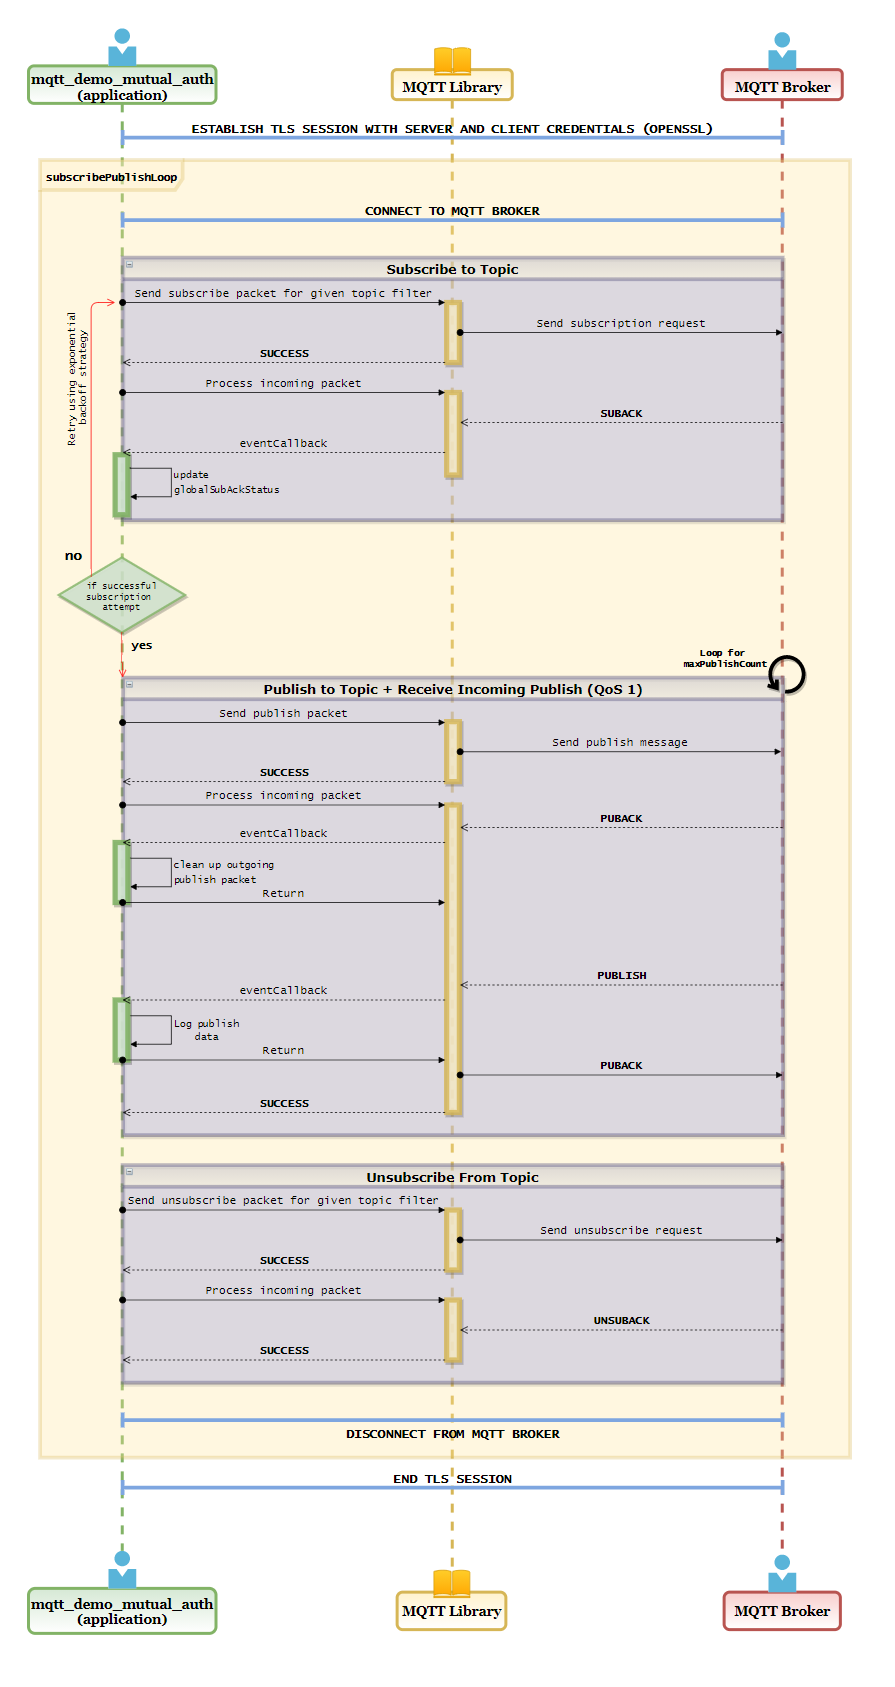 mqtt_demo_mutual_auth
(application)
MQTT Library
MQTT Broker
ESTABLISH TLS SESSION WITH SERVER AND CLIENT CREDENTIALS (OPENSSL)
subscribePublishLoop
CONNECT TO MQTT BROKER
Subscribe to Topic
Send subscribe packet for given topic filter
Send subscription request
SUCCESS
Process incoming packet
SUBACK
eventCallback
update
globalSubAckStatus
Retry using exponential
backoff strategy
no
if successful
subscription
attempt
yes
Loop for
maxPublishCount
Publish to Topic + Receive Incoming Publish (QoS 1)
Send publish packet
Send publish message
SUCCESS
Process incoming packet
PUBACK
eventCallback
clean up outgoing
publish packet
Return
PUBLISH
eventCallback
Log publish
data
Return
PUBACK
SUCCESS
Unsubscribe From Topic
Send unsubscribe packet for given topic filter
Send unsubscribe request
SUCCESS
Process incoming packet
UNSUBACK
SUCCESS
DISCONNECT FROM MQTT BROKER
END TLS SESSION
mqtt_demo_mutual_auth
(application)
MQTT Library
MQTT Broker